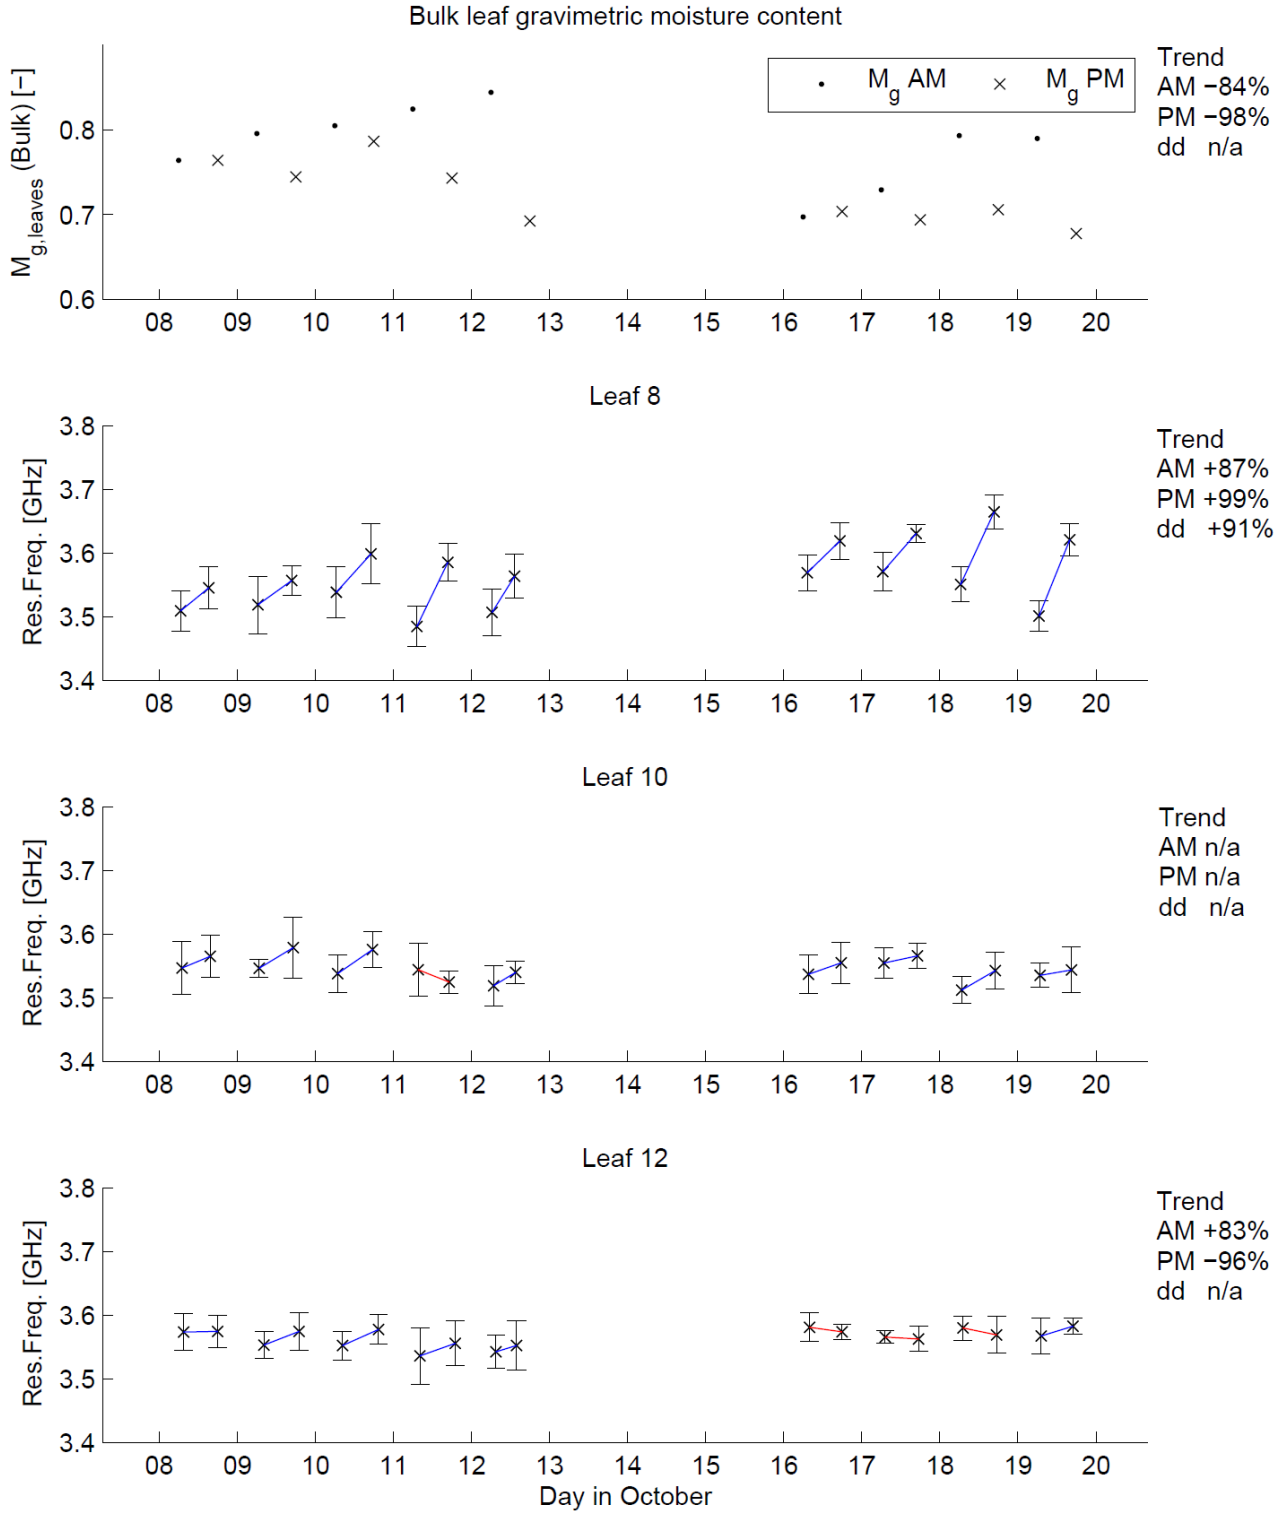 Bulk leaf gravimetric moisture content
M_g,leaves (Bulk) [−]
0.8
0.7
0.6
M_g AM
M_g PM
Trend
AM −84%
PM −98%
dd n/a
08 09 10 11 12 13 14 15 16 17 18 19 20
Leaf 8
Res.Freq. [GHz]
3.8
3.7
3.6
3.5
3.4
Trend
AM +87%
PM +99%
dd +91%
08 09 10 11 12 13 14 15 16 17 18 19 20
Leaf 10
Res.Freq. [GHz]
3.8
3.7
3.6
3.5
3.4
Trend
AM n/a
PM n/a
dd n/a
08 09 10 11 12 13 14 15 16 17 18 19 20
Leaf 12
Res.Freq. [GHz]
3.8
3.7
3.6
3.5
3.4
Trend
AM +83%
PM −96%
dd n/a
08 09 10 11 12 13 14 15 16 17 18 19 20
Day in October